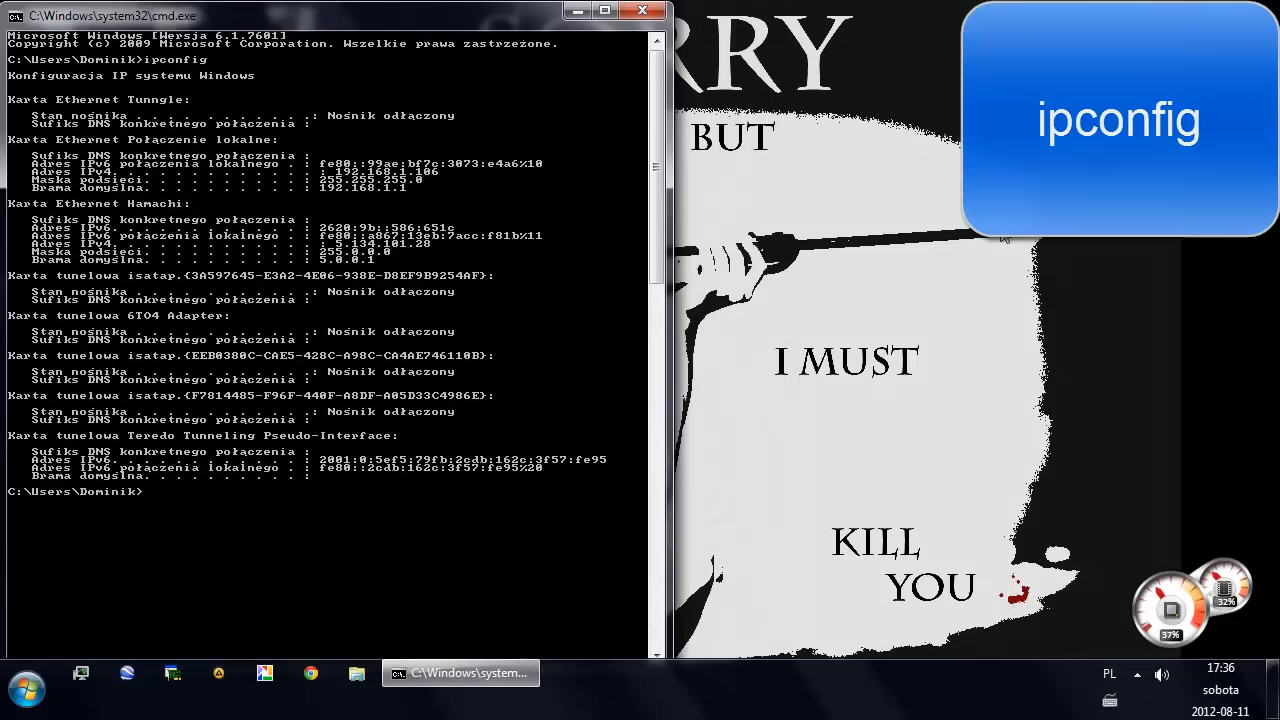 C:\Windows\system32\cmd.exe
Microsoft Windows [Wersja 6.1.7601]
Copyright (c) 2009 Microsoft Corporation. Wszelkie prawa zastrzeżone.
C:\Users\Dominik>ipconfig
Konfiguracja IP systemu Windows
Karta Ethernet Tunngle:
Stan nośnika . . . . . . . . . . . .: Nośnik odłączony
Sufiks DNS konkretnego połączenia :
Karta Ethernet Połączenie lokalne:
Sufiks DNS konkretnego połączenia :
Adres IPv6 połączenia lokalnego . : fe80::99ae:bf7c:3073:e4a6%10
Adres IPv4. . . . . . . . . . . . . : 192.168.1.106
Maska podsieci. . . . . . . . . . : 255.255.255.0
Brama domyślna. . . . . . . . . . : 192.168.1.1
Karta Ethernet Hamachi:
Sufiks DNS konkretnego połączenia :
Adres IPv6. . . . . . . . . . . . : 2620:9b::586:651c
Adres IPv6 połączenia lokalnego . : fe80::a867:13eb:7acc:f81b%11
Adres IPv4. . . . . . . . . . . . . : 5.134.101.28
Maska podsieci. . . . . . . . . . : 255.0.0.0
Brama domyślna. . . . . . . . . . : 5.0.0.1
Karta tunelowa isatap.{3A597645-E3A2-4E06-938E-D8EF9B9254AF}:
Stan nośnika . . . . . . . . . . . .: Nośnik odłączony
Sufiks DNS konkretnego połączenia :
Karta tunelowa 6TO4 Adapter:
Stan nośnika . . . . . . . . . . . .: Nośnik odłączony
Sufiks DNS konkretnego połączenia :
Karta tunelowa isatap.{EEB0380C-CAE5-428C-A98C-CA4AE746110B}:
Stan nośnika . . . . . . . . . . . .: Nośnik odłączony
Sufiks DNS konkretnego połączenia :
Karta tunelowa isatap.{F7814485-F96F-440F-A8DF-A05D33C4986E}:
Stan nośnika . . . . . . . . . . . .: Nośnik odłączony
Sufiks DNS konkretnego połączenia :
Karta tunelowa Teredo Tunneling Pseudo-Interface:
Sufiks DNS konkretnego połączenia :
Adres IPv6. . . . . . . . . . . . : 2001:0:5ef5:79fb:2cdb:162c:3f57:fe95
Adres IPv6 połączenia lokalnego . : fe80::2cdb:162c:3f57:fe95%20
Brama domyślna. . . . . . . . . . :
C:\Users\Dominik>
RRY
BUT
I MUST
KILL
YOU
ipconfig
37%
32%
C:\Windows\system...
PL
17:36
sobota
2012-08-11